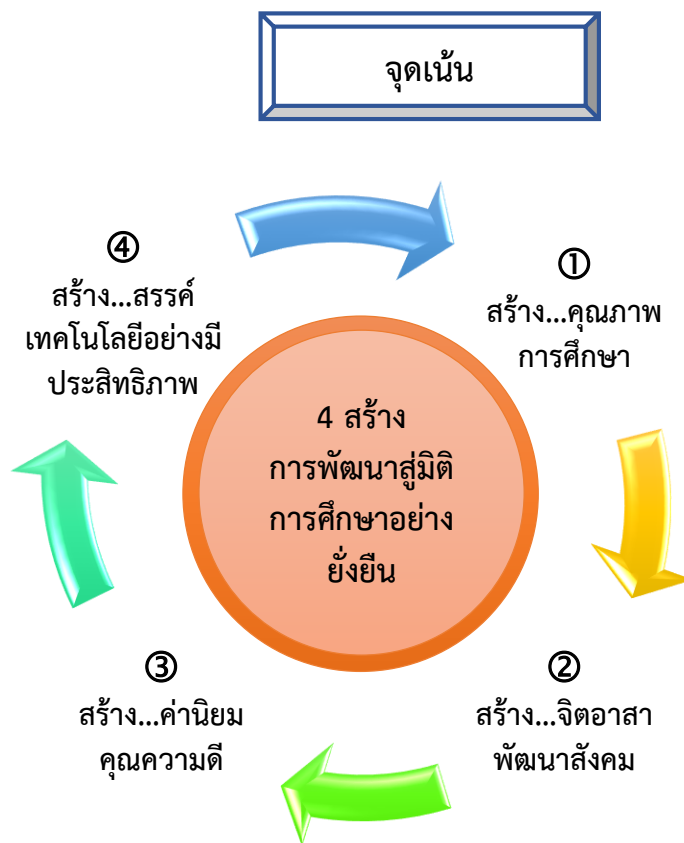 จุดเน้น
①
สร้าง...คุณภาพ
การศึกษา
②
สร้าง...จิตอาสา
พัฒนาสังคม
③
สร้าง...ค่านิยม
คุณความดี
④
สร้าง...สรรค์
เทคโนโลยีอย่างมี
ประสิทธิภาพ
4 สร้าง
การพัฒนาสู่มิติ
การศึกษาอย่าง
ยั่งยืน